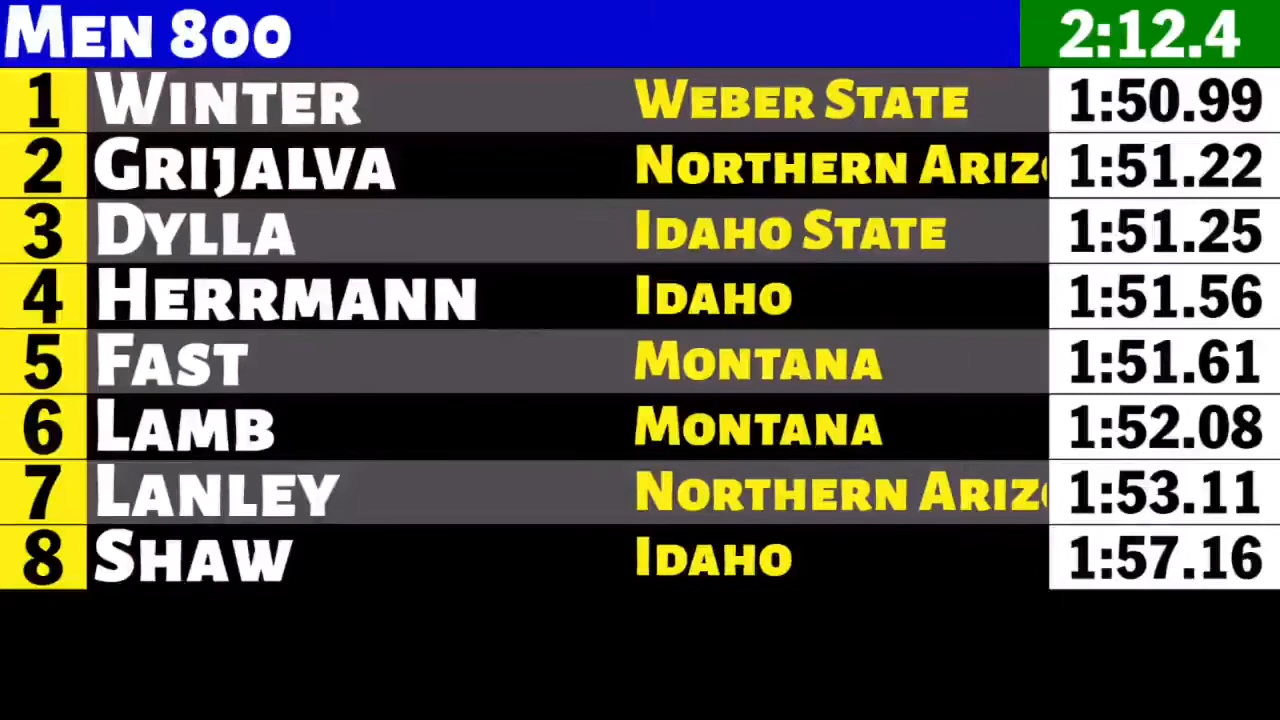 Men 800 2:12.4
1 Winter Weber State 1:50.99
2 Grijalva Northern 1:51.22
3 Dylla Idaho State 1:51.25
4 Herrmann Idaho 1:51.56
5 Fast Montana 1:51.61
6 Lamb Montana 1:52.08
7 Lanley Northern 1:53.11
8 Shaw Idaho 1:57.16